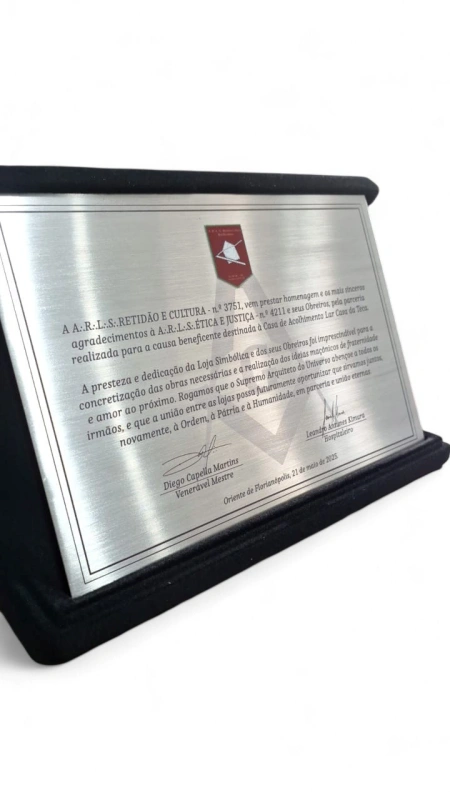 A A∴R∴L∴S∴RETIDÃO E CULTURA - n.º 3751, vem prestar homenagem e os mais sinceros
agradecimentos à A∴R∴L∴S∴ÉTICA E JUSTIÇA - n.º 4211 e seus Obreiros, pela parceria
realizada para a causa beneficente destinada à Casa de Acolhimento Lar Casa da Tera.
A presteza e dedicação da Loja Simbólica e dos seus Obreiros foi imprescindível para a
concretização das obras necessárias e a realização dos ideias maçônicos de fraternidade
e amor ao próximo. Rogamos que o Supremo Arquiteto do Universo abençoe a todos os
irmãos, e que a união entre as lojas possa futuramente oportunizar que sirvamos juntos,
novamente, à Ordem, à Pátria e à Humanidade, em parceria e união eternas.
Diego Capella Martins
Venerável Mestre
Leandro Antunes
Hospitaleiro
Oriente de Florianópolis, 21 de maio de 2025.